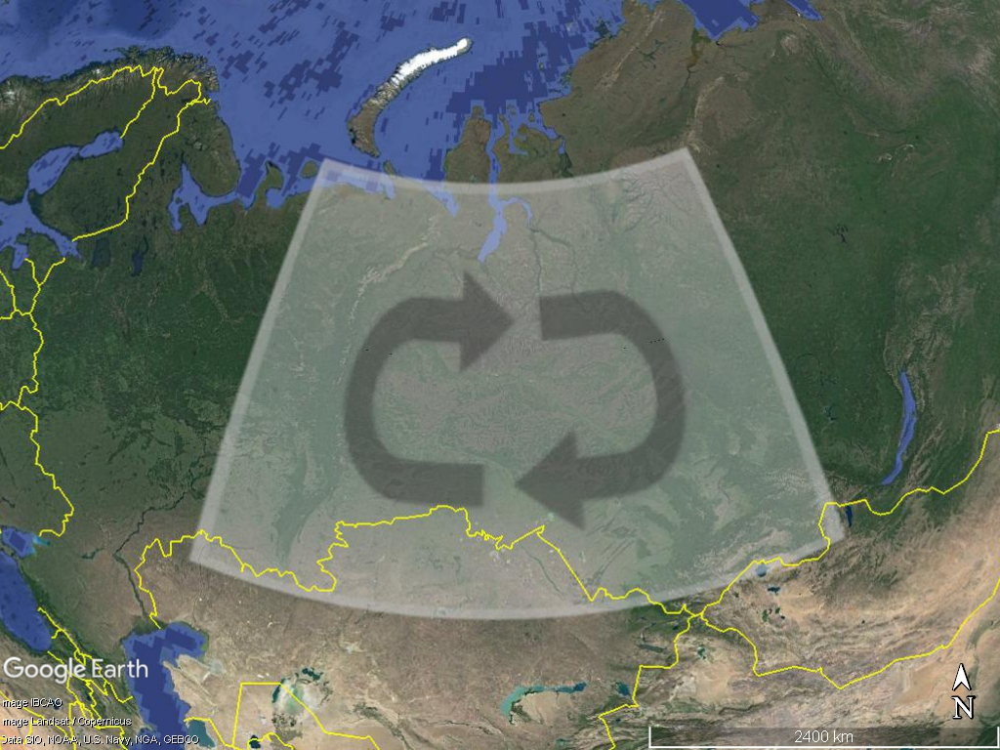 Google Earth
mage IBCAO
mage Landsat / Copernicus
Data SIO, NOAA, U.S. Navy, NGA, GEBCO
N
2400 km